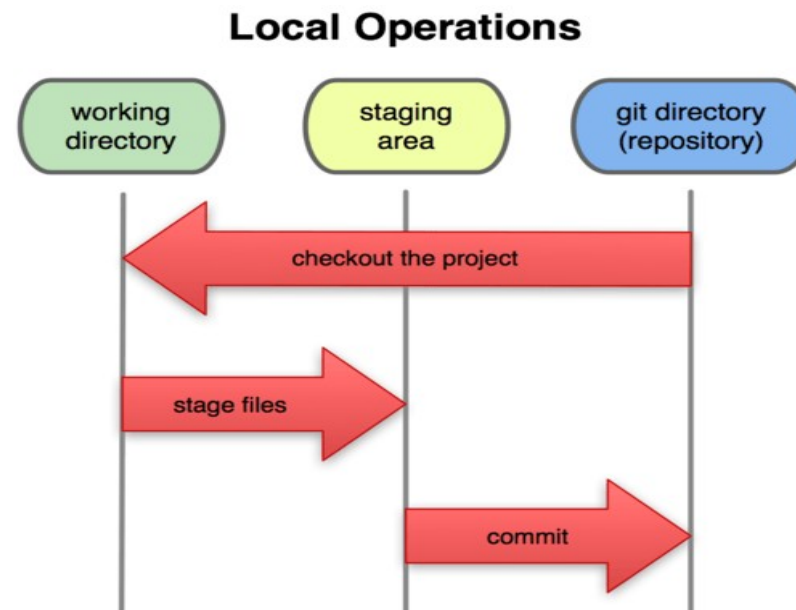 Local Operations
working
directory
staging
area
git directory
(repository)
checkout the project
stage files
commit